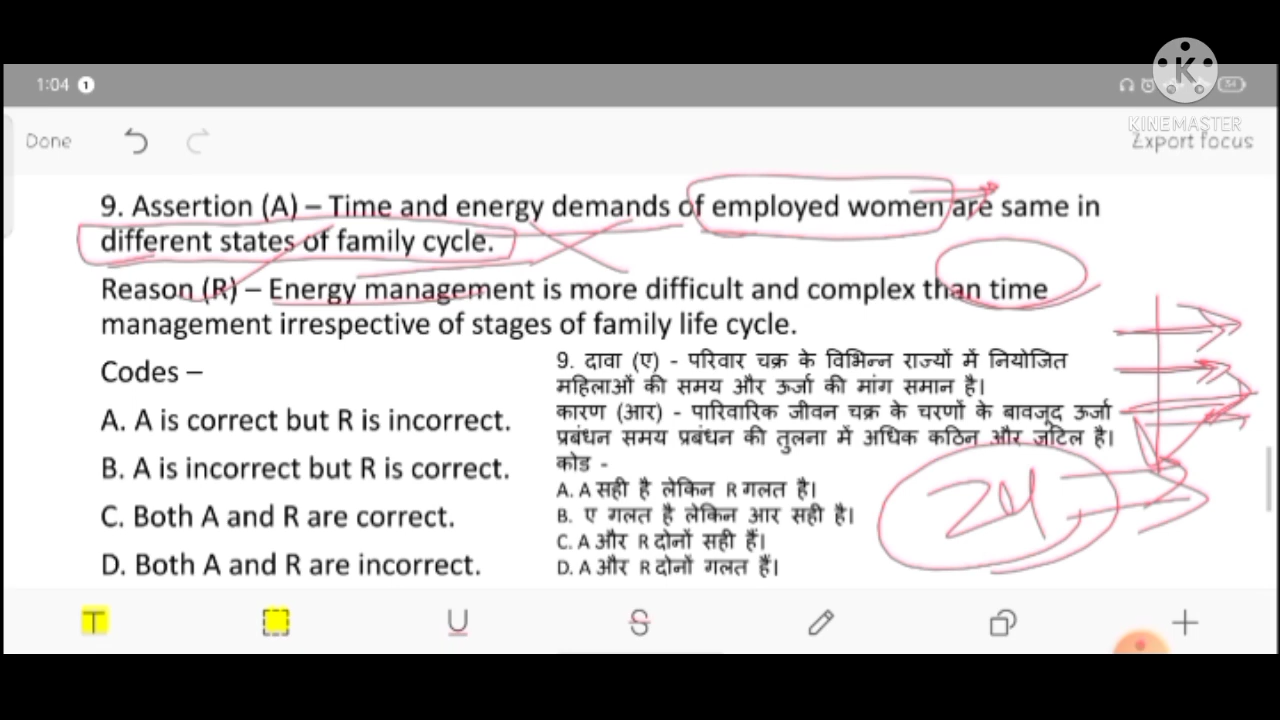 1:04
KINEMASTER
Done
Export focus
9. Assertion (A) – Time and energy demands of employed women are same in
different states of family cycle.
Reason (R) – Energy management is more difficult and complex than time
management irrespective of stages of family life cycle.
Codes –
A. A is correct but R is incorrect.
B. A is incorrect but R is correct.
C. Both A and R are correct.
D. Both A and R are incorrect.
9. दावा (ए) - परिवार चक्र के विभिन्न राज्यों में नियोजित
महिलाओं की समय और ऊर्जा की मांग समान है।
कारण (आर) - पारिवारिक जीवन चक्र के चरणों के बावजूद ऊर्जा
प्रबंधन समय प्रबंधन की तुलना में अधिक कठिन और जटिल है।
कोड -
A. A सही है लेकिन R गलत है।
B. ए गलत है लेकिन आर सही है।
C. A और R दोनों सही हैं।
D. A और R दोनों गलत हैं।
24
T
U
S